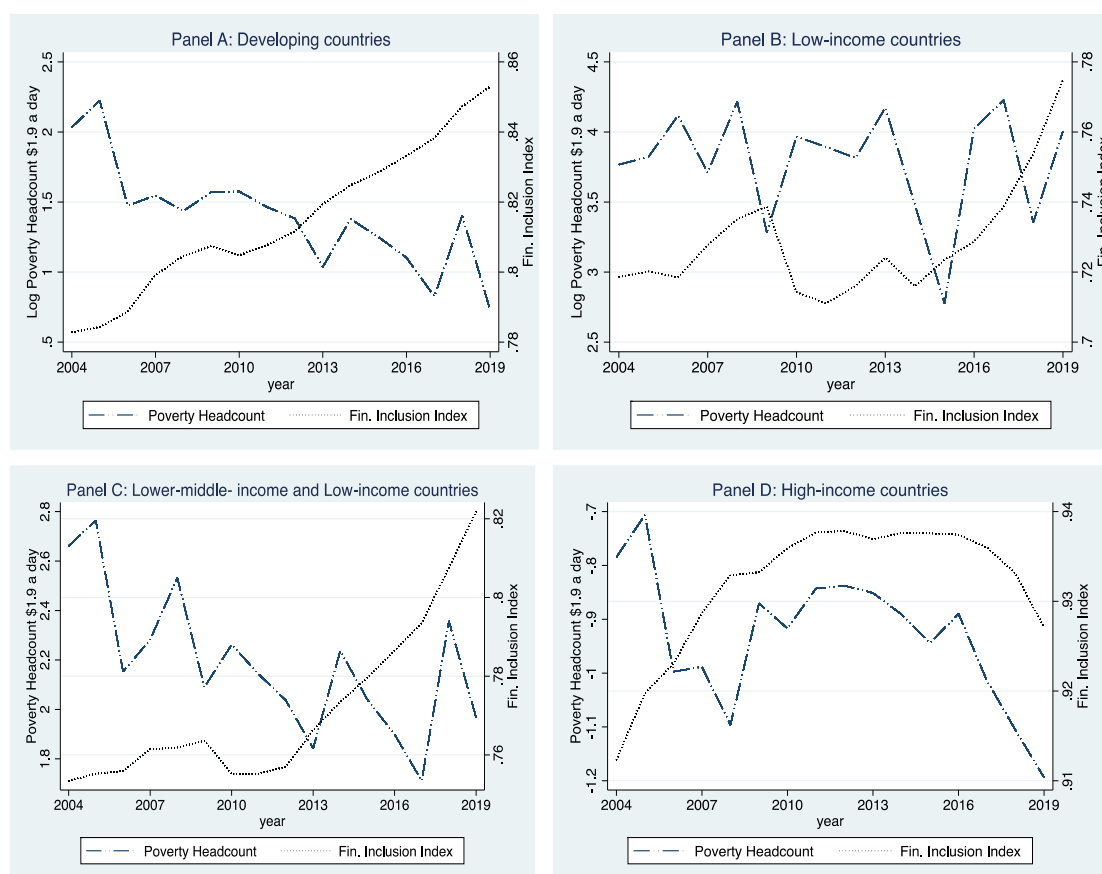 Panel A: Developing countries
Log Poverty Headcount $1.9 a day
2.5
2
1.5
1
.5
.86
.84
.82
.8
.78
Fin. Inclusion Index
2004 2007 2010 2013 2016 2019
year
Poverty Headcount Fin. Inclusion Index
Panel B: Low-income countries
Log Poverty Headcount $1.9 a day
4.5
4
3.5
3
2.5
.78
.76
.74
.72
.7
Fin. Inclusion Index
2004 2007 2010 2013 2016 2019
year
Poverty Headcount Fin. Inclusion Index
Panel C: Lower-middle- income and Low-income countries
Poverty Headcount $1.9 a day
2.8
2.6
2.4
2.2
2
1.8
.82
.8
.78
.76
Fin. Inclusion Index
2004 2007 2010 2013 2016 2019
year
Poverty Headcount Fin. Inclusion Index
Panel D: High-income countries
Poverty Headcount $1.9 a day
-.7
-.8
-.9
-1
-1.1
-1.2
.94
.93
.92
.91
Fin. Inclusion Index
2004 2007 2010 2013 2016 2019
year
Poverty Headcount Fin. Inclusion Index